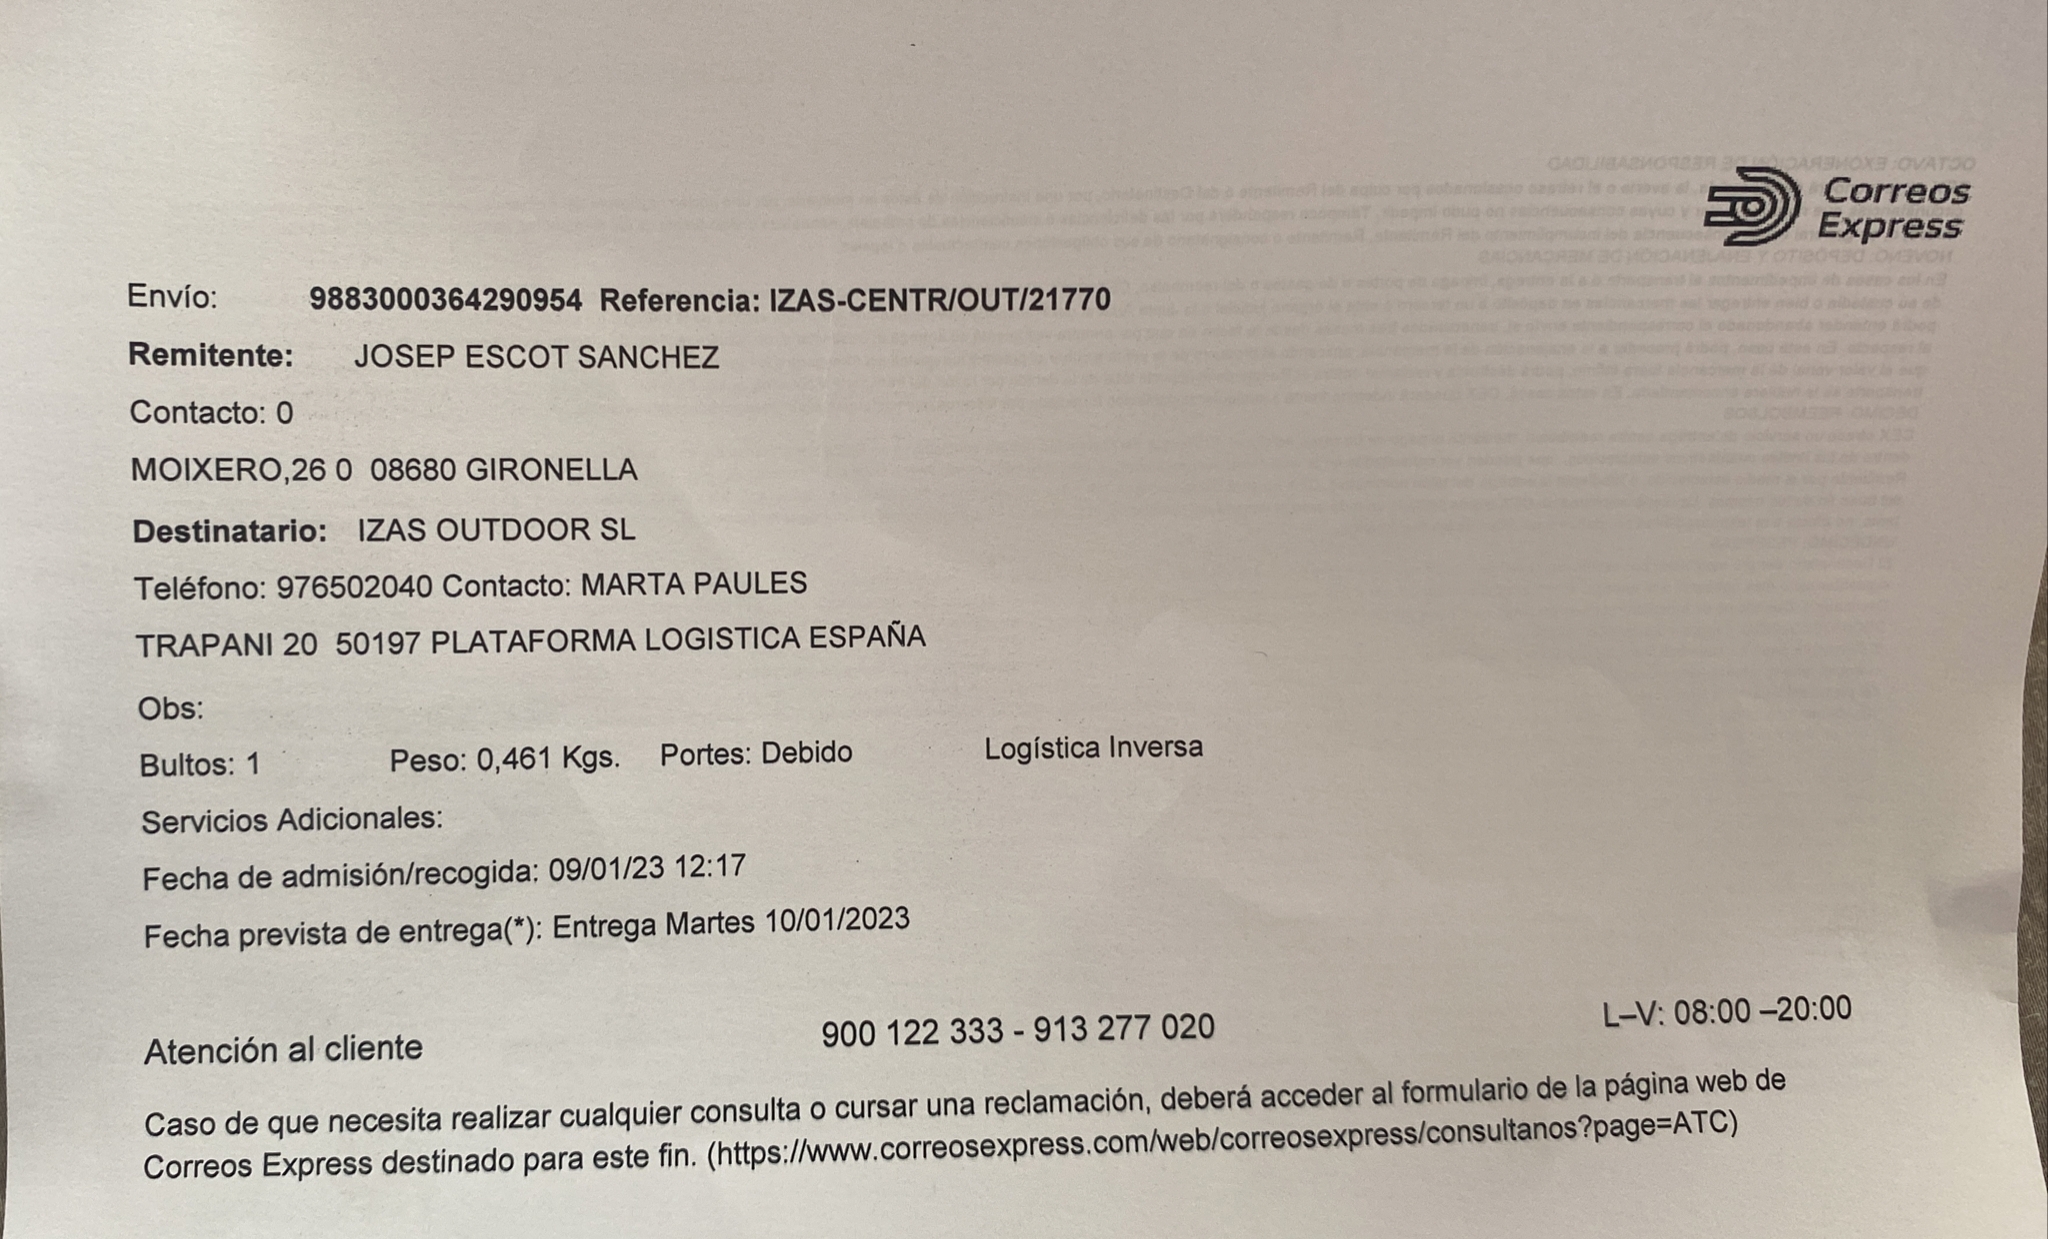 Correos
Express
Envío: 9883000364290954 Referencia: IZAS-CENTR/OUT/21770
Remitente: JOSEP ESCOT SANCHEZ
Contacto: 0
MOIXERO,26 0 08680 GIRONELLA
Destinatario: IZAS OUTDOOR SL
Teléfono: 976502040 Contacto: MARTA PAULES
TRAPANI 20 50197 PLATAFORMA LOGISTICA ESPAÑA
Obs:
Bultos: 1 Peso: 0,461 Kgs. Portes: Debido Logística Inversa
Servicios Adicionales:
Fecha de admisión/recogida: 09/01/23 12:17
Fecha prevista de entrega(*): Entrega Martes 10/01/2023
Atención al cliente 900 122 333 - 913 277 020 L–V: 08:00 –20:00
Caso de que necesita realizar cualquier consulta o cursar una reclamación, deberá acceder al formulario de la página web de
Correos Express destinado para este fin. (https://www.correosexpress.com/web/correosexpress/consultanos?page=ATC)